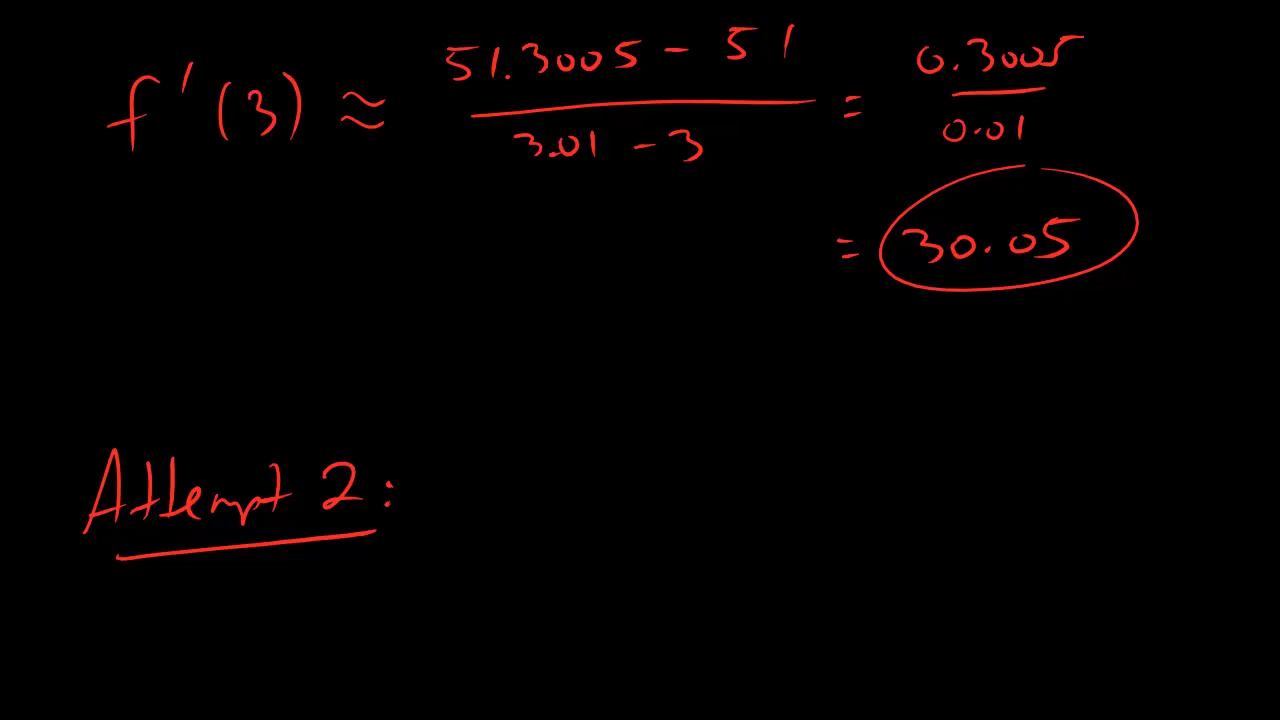 f'(3) ≈ (51.3005 - 51)/(3.01 - 3) = 0.3005/0.01
= 30.05
Attempt 2: